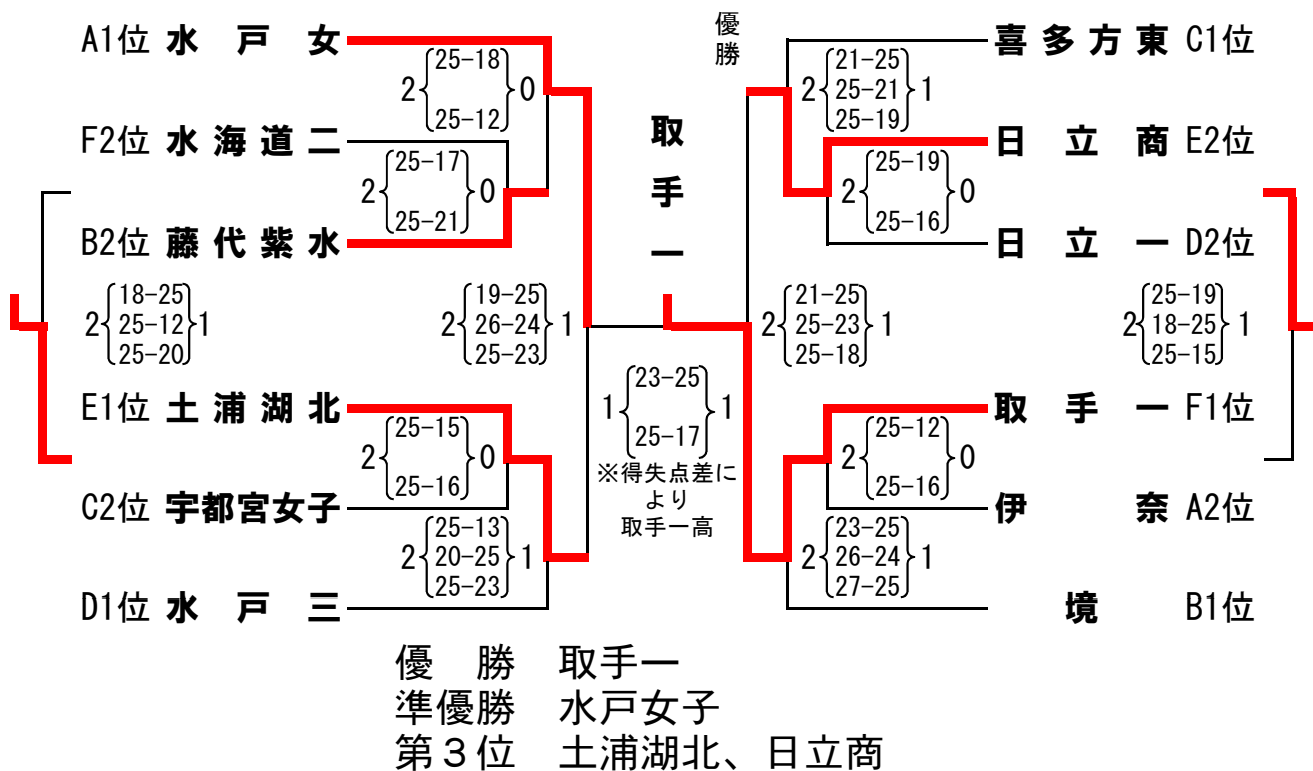 A1位 水戸女
2 25-18 0
25-12
F2位 水海道二
2 25-17 0
25-21
B2位 藤代紫水
2 18-25 1
25-12
25-20
2 19-25 1
26-24
25-23
E1位 土浦湖北
2 25-15 0
25-16
C2位 宇都宮女子
2 25-13 1
20-25
25-23
D1位 水戸三
取手一
優勝
1 23-25 1
25-17
※得失点差に
より
取手一高
喜多方東 C1位
2 21-25 1
25-21
25-19
日立商 E2位
2 25-19 0
25-16
日立一 D2位
2 21-25 1
25-23
25-18
2 25-19 1
18-25
25-15
取手一 F1位
2 25-12 0
25-16
伊奈 A2位
2 23-25 1
26-24
27-25
境 B1位
優　勝　取手一
準優勝　水戸女子
第３位　土浦湖北、日立商